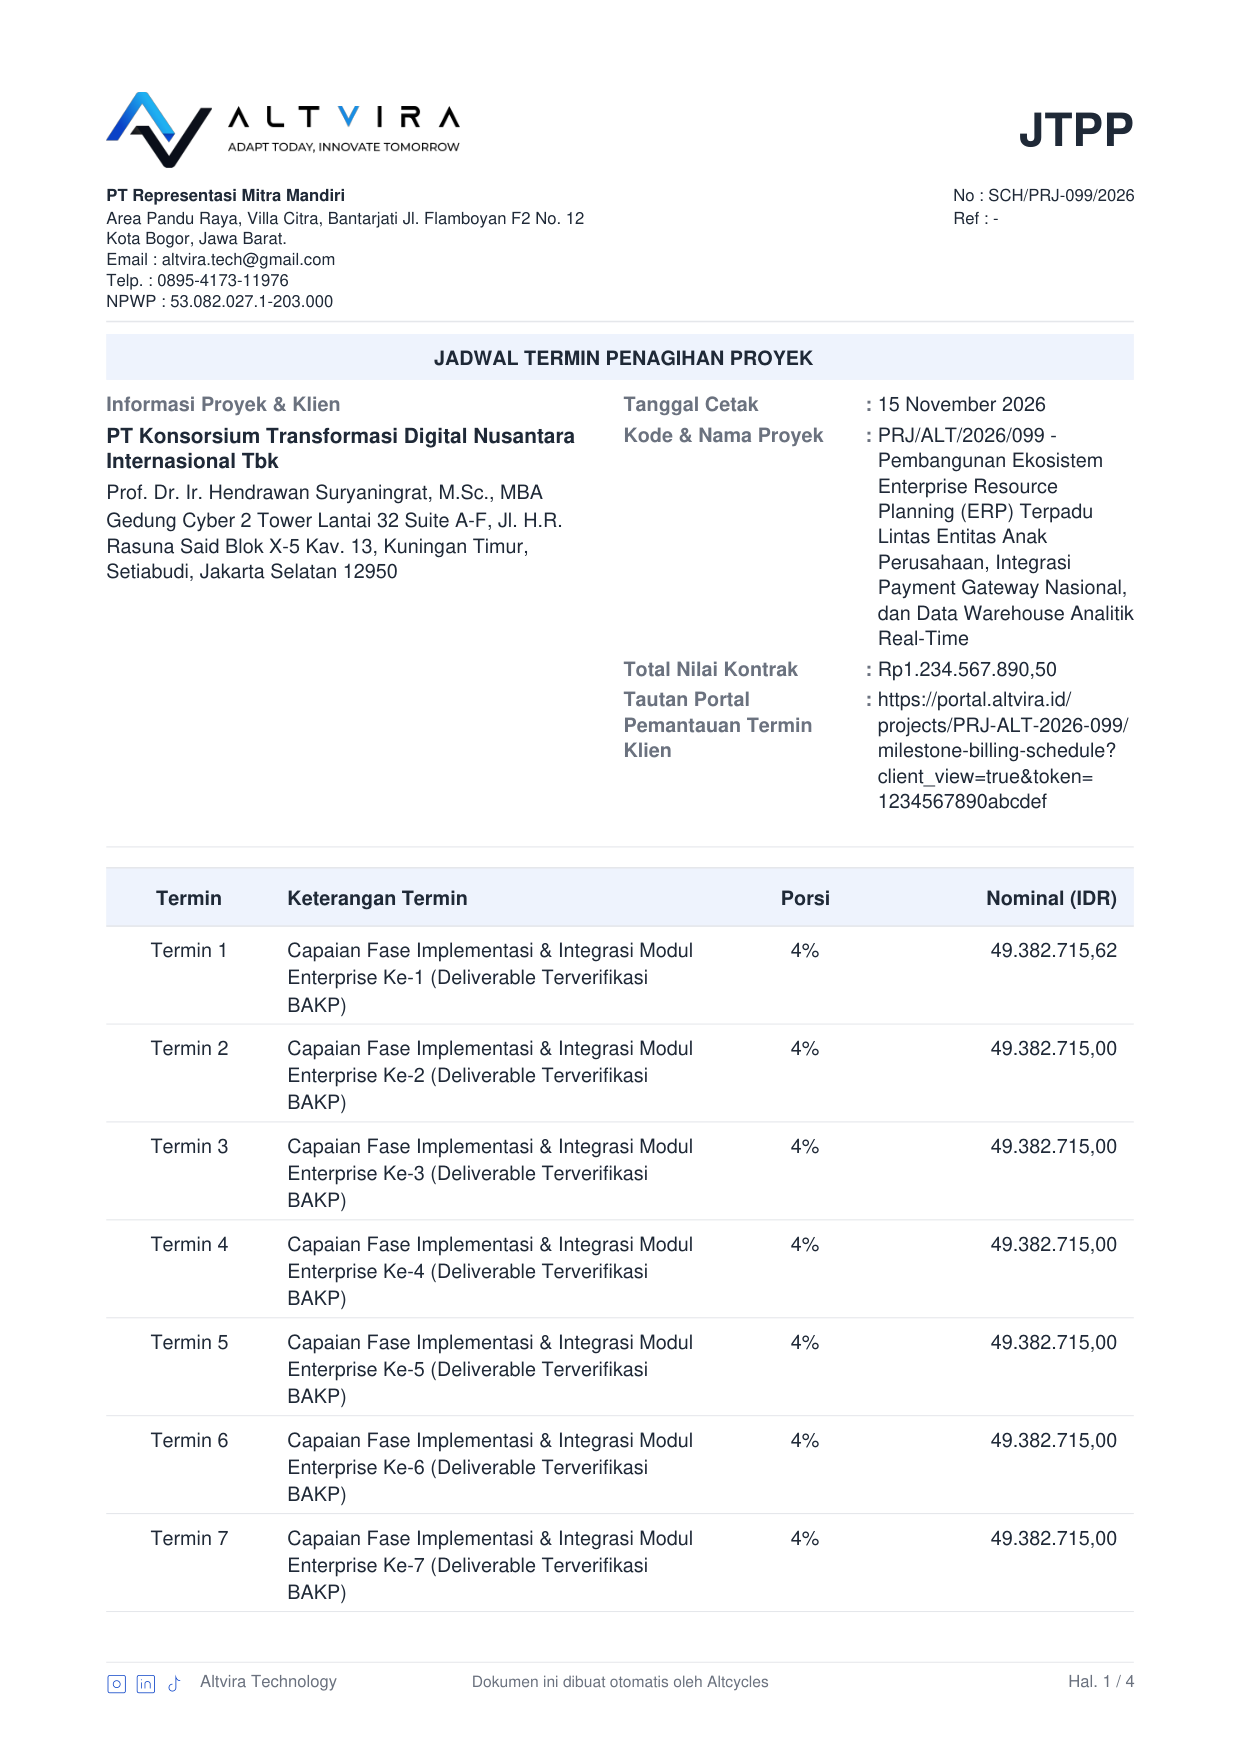 ALTVIRA
ADAPT TODAY, INNOVATE TOMORROW
JTPP
PT Representasi Mitra Mandiri
Area Pandu Raya, Villa Citra, Bantarjati Jl. Flamboyan F2 No. 12
Kota Bogor, Jawa Barat.
Email : altvira.tech@gmail.com
Telp. : 0895-4173-11976
NPWP : 53.082.027.1-203.000
No : SCH/PRJ-099/2026
Ref : -
JADWAL TERMIN PENAGIHAN PROYEK
Informasi Proyek & Klien
PT Konsorsium Transformasi Digital Nusantara
Internasional Tbk
Prof. Dr. Ir. Hendrawan Suryaningrat, M.Sc., MBA
Gedung Cyber 2 Tower Lantai 32 Suite A-F, Jl. H.R.
Rasuna Said Blok X-5 Kav. 13, Kuningan Timur,
Setiabudi, Jakarta Selatan 12950
Tanggal Cetak : 15 November 2026
Kode & Nama Proyek : PRJ/ALT/2026/099 -
Pembangunan Ekosistem
Enterprise Resource
Planning (ERP) Terpadu
Lintas Entitas Anak
Perusahaan, Integrasi
Payment Gateway Nasional,
dan Data Warehouse Analitik
Real-Time
Total Nilai Kontrak : Rp1.234.567.890,50
Tautan Portal : https://portal.altvira.id/
Pemantauan Termin projects/PRJ-ALT-2026-099/
Klien milestone-billing-schedule?
client_view=true&token=
1234567890abcdef
Termin Keterangan Termin Porsi Nominal (IDR)
Termin 1 Capaian Fase Implementasi & Integrasi Modul 4% 49.382.715,62
Enterprise Ke-1 (Deliverable Terverifikasi
BAKP)
Termin 2 Capaian Fase Implementasi & Integrasi Modul 4% 49.382.715,00
Enterprise Ke-2 (Deliverable Terverifikasi
BAKP)
Termin 3 Capaian Fase Implementasi & Integrasi Modul 4% 49.382.715,00
Enterprise Ke-3 (Deliverable Terverifikasi
BAKP)
Termin 4 Capaian Fase Implementasi & Integrasi Modul 4% 49.382.715,00
Enterprise Ke-4 (Deliverable Terverifikasi
BAKP)
Termin 5 Capaian Fase Implementasi & Integrasi Modul 4% 49.382.715,00
Enterprise Ke-5 (Deliverable Terverifikasi
BAKP)
Termin 6 Capaian Fase Implementasi & Integrasi Modul 4% 49.382.715,00
Enterprise Ke-6 (Deliverable Terverifikasi
BAKP)
Termin 7 Capaian Fase Implementasi & Integrasi Modul 4% 49.382.715,00
Enterprise Ke-7 (Deliverable Terverifikasi
BAKP)
Altvira Technology Dokumen ini dibuat otomatis oleh Altcycles Hal. 1 / 4